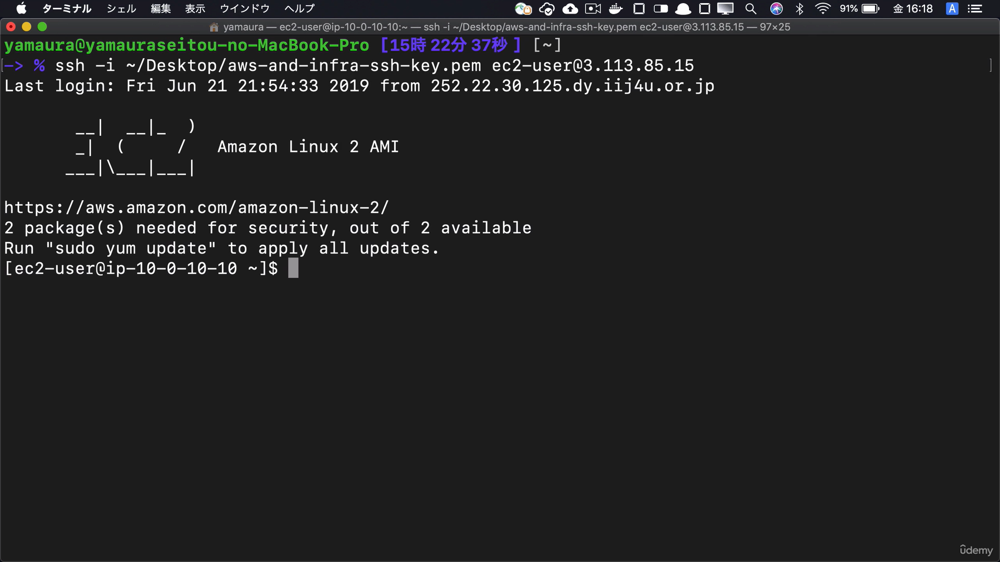 ターミナル シェル 編集 表示 ウインドウ ヘルプ 91% 金 16:18 A
yamaura — ec2-user@ip-10-0-10-10:~ — ssh -i ~/Desktop/aws-and-infra-ssh-key.pem ec2-user@3.113.85.15 — 97×25
yamaura@yamauraseitou-no-MacBook-Pro [15時 22分 37秒 ] [~]
[-> % ssh -i ~/Desktop/aws-and-infra-ssh-key.pem ec2-user@3.113.85.15 ]
Last login: Fri Jun 21 21:54:33 2019 from 252.22.30.125.dy.iij4u.or.jp
       __|  __|_  )
       _|  (     /   Amazon Linux 2 AMI
      ___|\___|___|
https://aws.amazon.com/amazon-linux-2/
2 package(s) needed for security, out of 2 available
Run "sudo yum update" to apply all updates.
[ec2-user@ip-10-0-10-10 ~]$
ûdemy